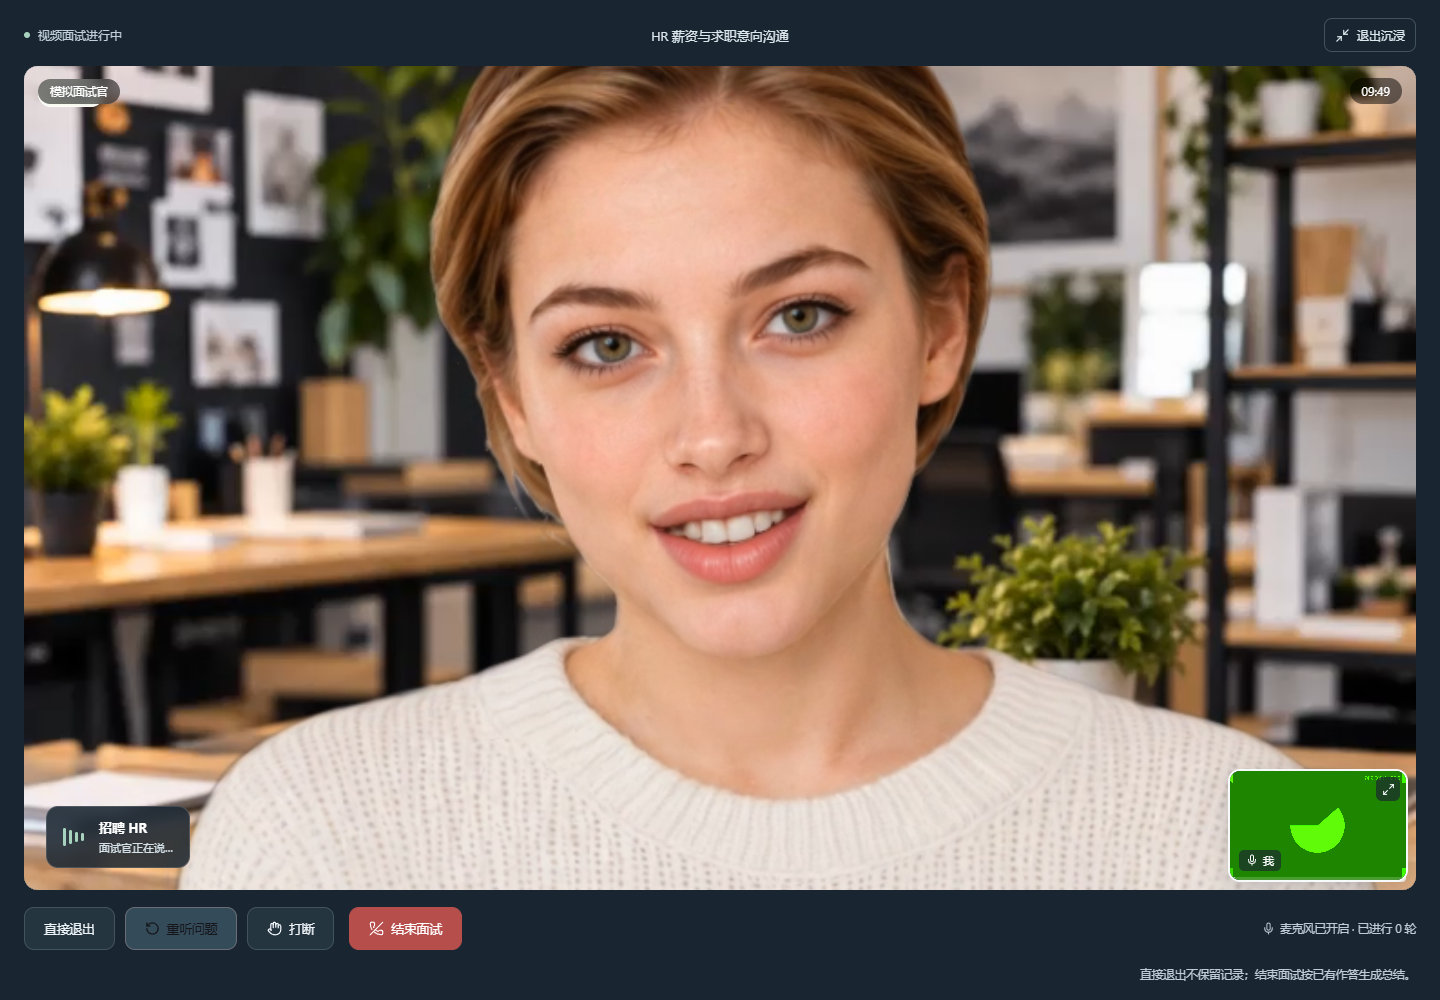 视频面试进行中
HR 薪资与求职意向沟通
退出沉浸
模拟面试官
09:49
招聘 HR
面试官正在说...
我
直接退出
重听问题
打断
结束面试
麦克风已开启 · 已进行 0 轮
直接退出不保留记录；结束面试按已有作答生成总结。